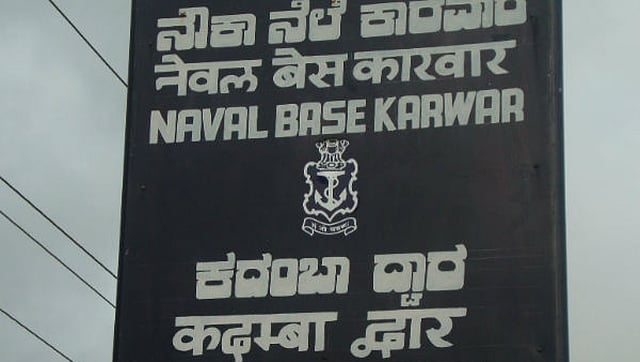 ನೌಕಾ ನೆಲೆ ಕಾರವಾರ
नेवल बेस कारवार
NAVAL BASE KARWAR
ಕದಂಬಾ ದ್ವಾರ
कदम्बा द्वार